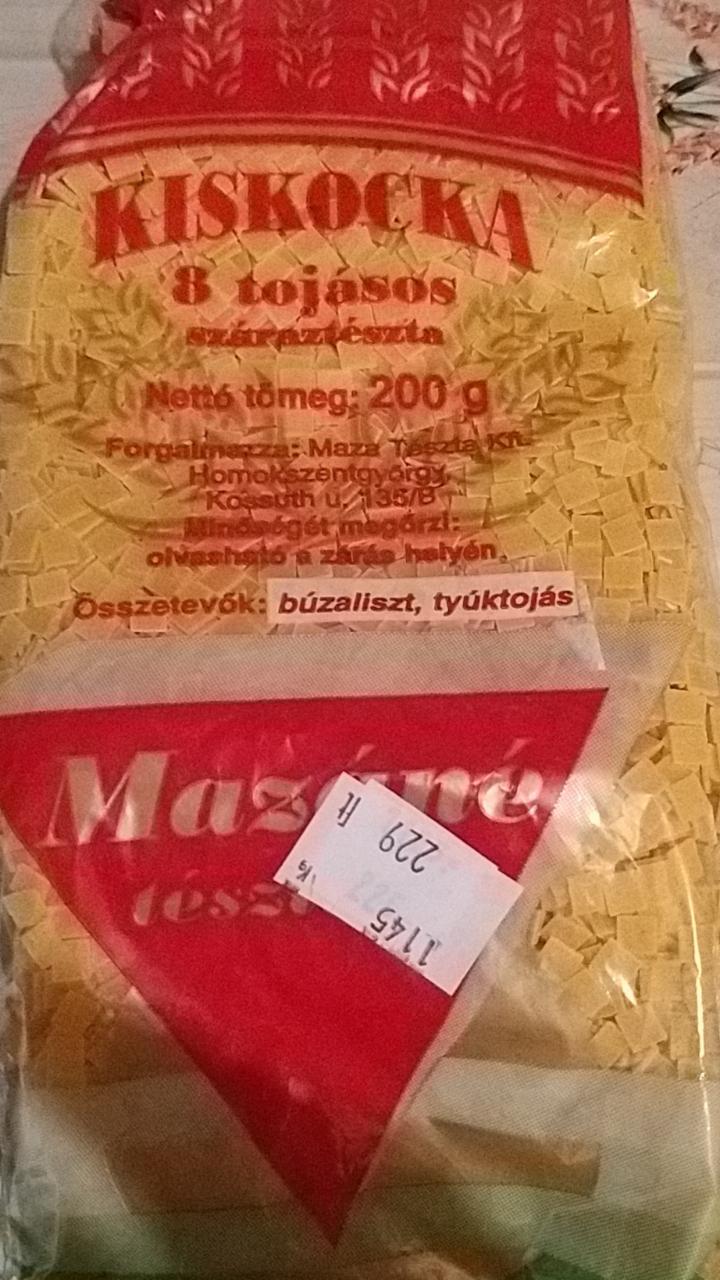 KISKOCKA
8 tojásos
száraztészta
Nettó tömeg: 200 g
Forgalmazza: Maza Tészta Kft.
Homokszentgyörgy,
Kossuth u. 135/B
Minőségét megőrzi:
olvasható a zárás helyén.
Összetevők: búzaliszt, tyúktojás
Mazáné
229 Ft
1145